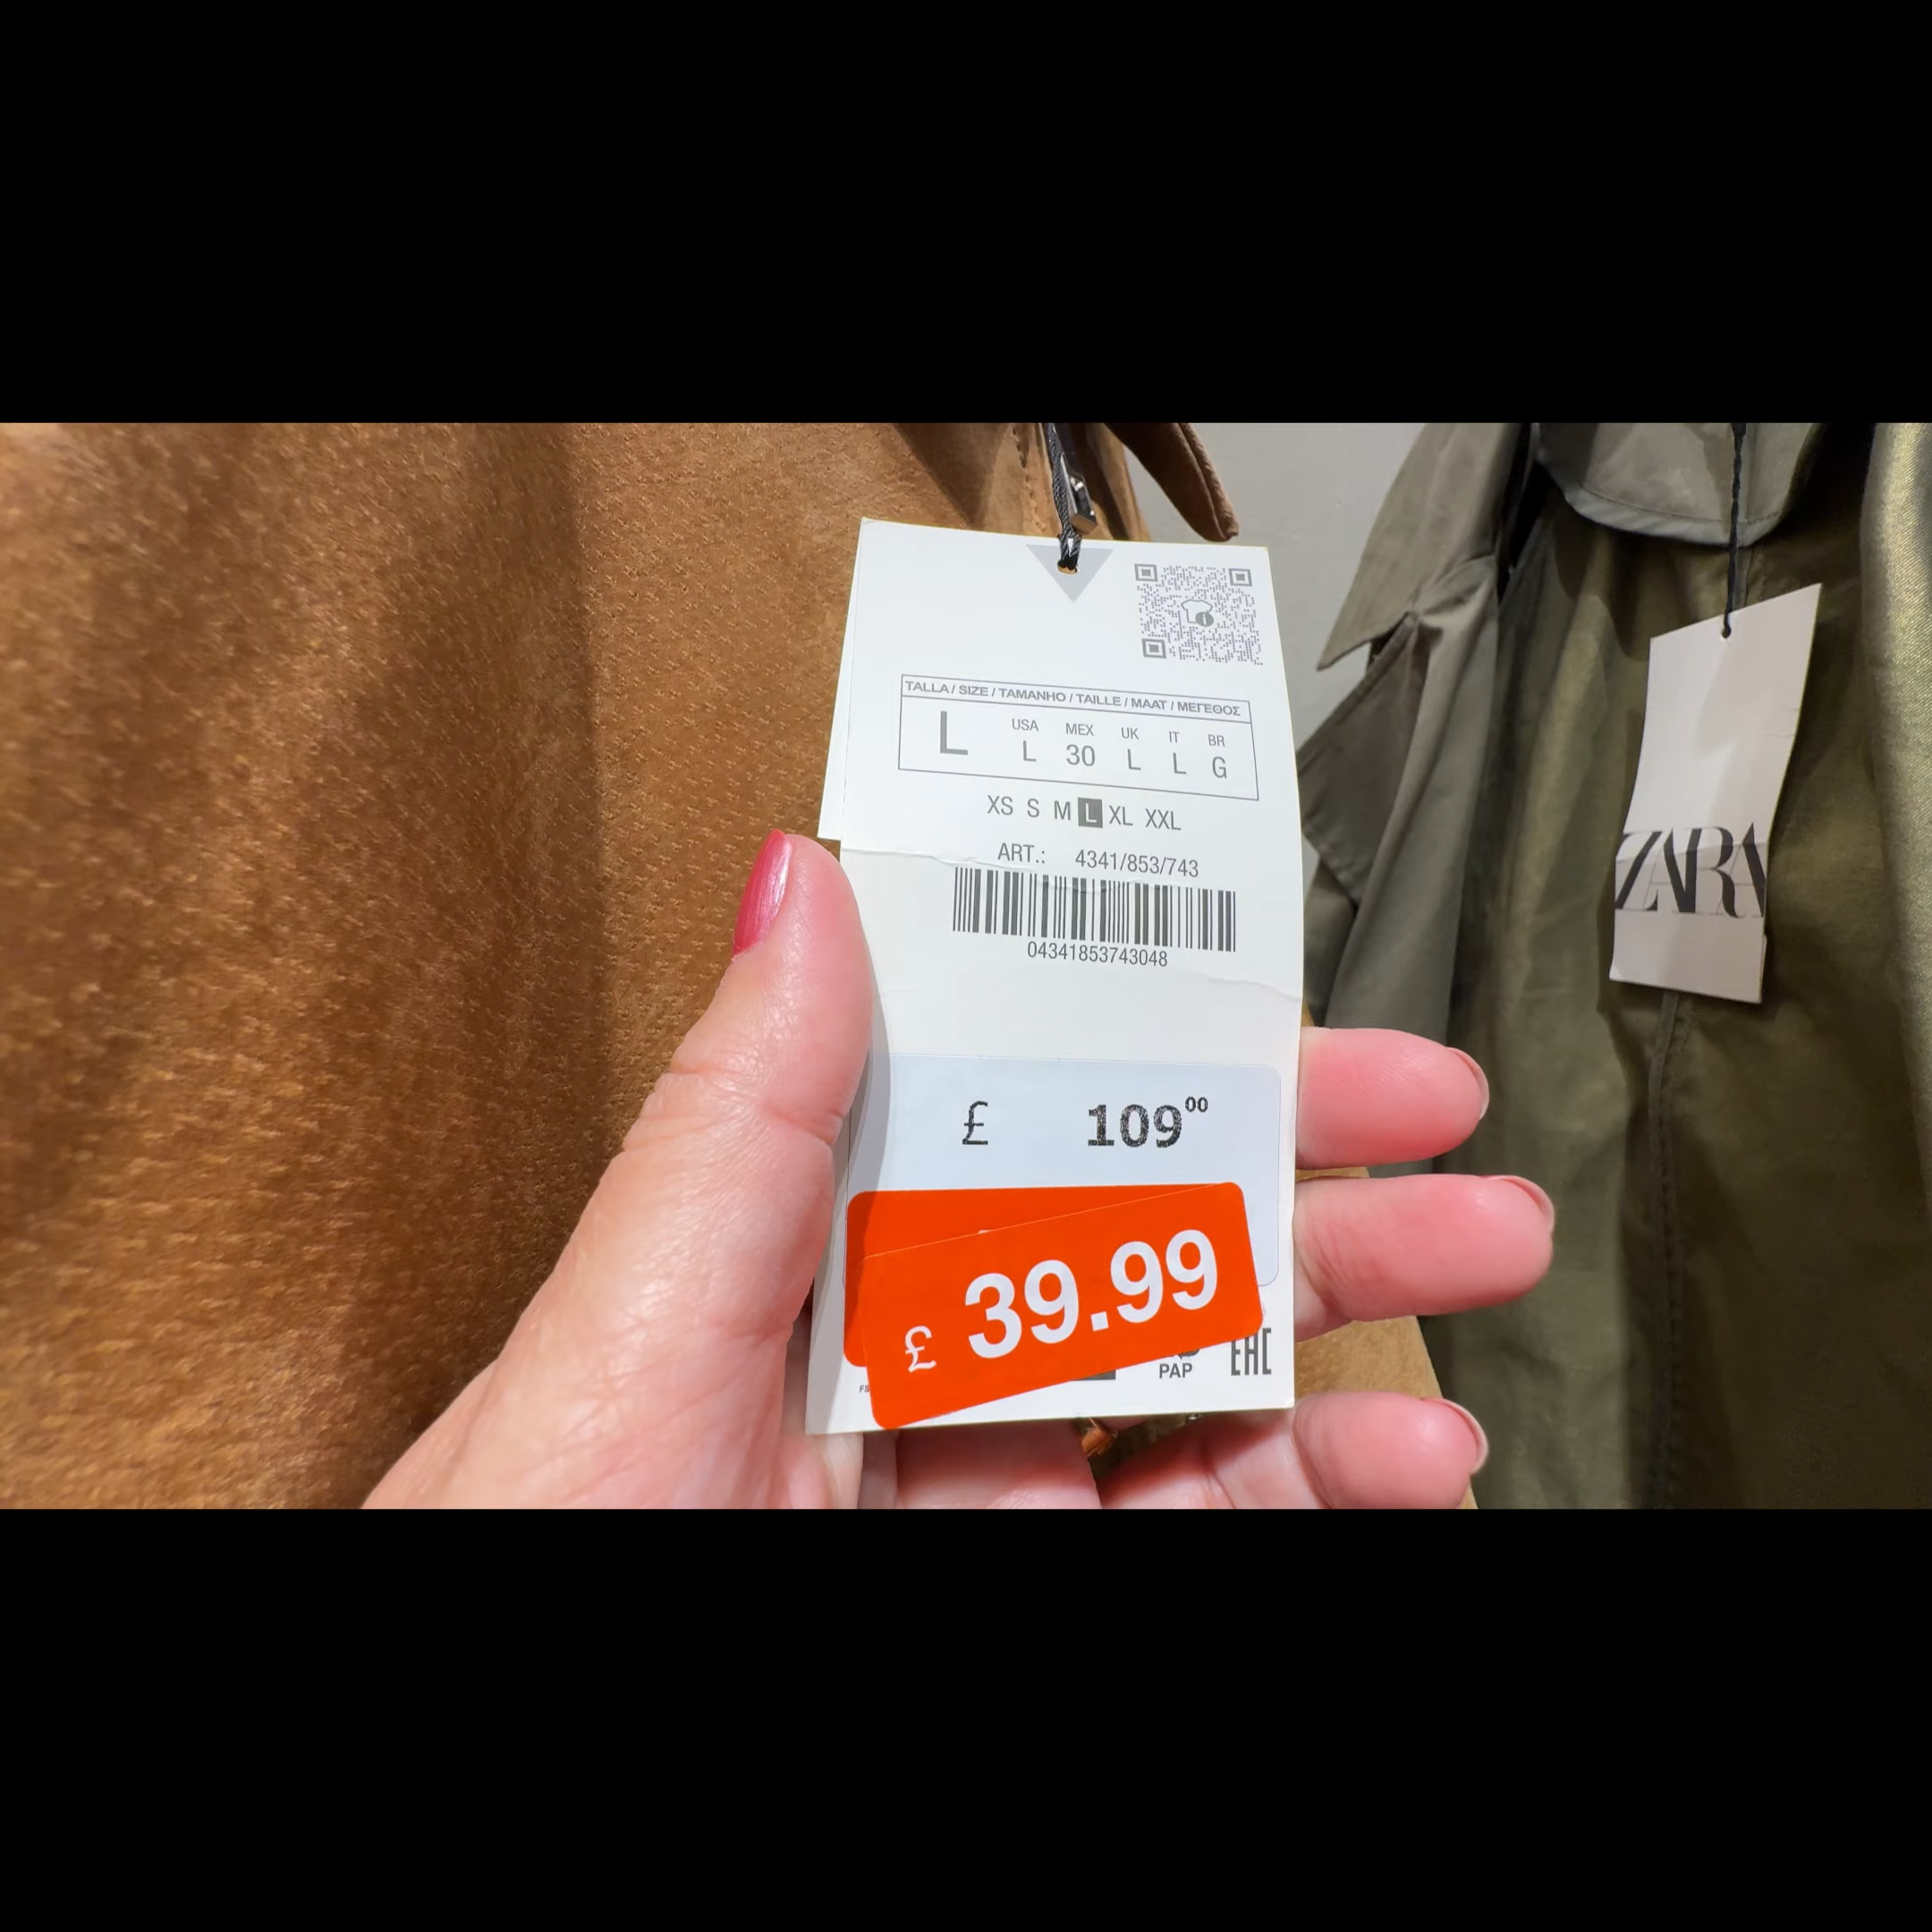 TALLA / SIZE / TAMANHO / TAILLE / MAAT / ΜΕΓΕΘΟΣ
USA MEX UK IT BR
L L 30 L L G
XS S M L XL XXL
ART.: 4341/853/743
04341853743048
£ 109⁰⁰
£ 39.99
PAP EAC
ZARA